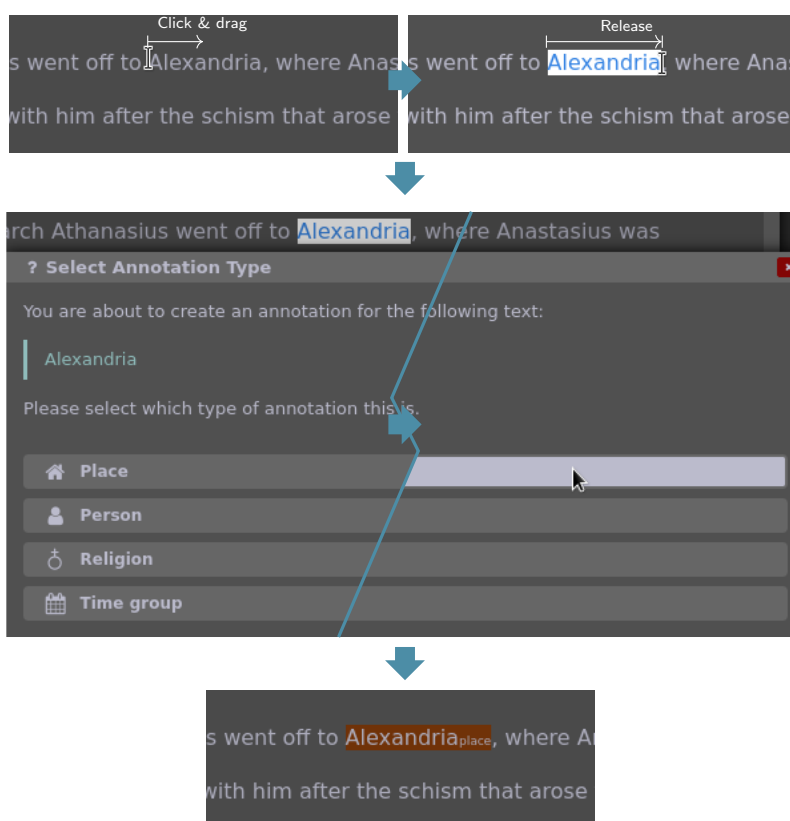 Click & drag
s went off to Alexandria, where Anas
with him after the schism that arose
Release
s went off to Alexandria, where Ana
with him after the schism that arose
arch Athanasius went off to Alexandria, where Anastasius was
? Select Annotation Type
You are about to create an annotation for the following text:
Alexandria
Please select which type of annotation this is.
Place
Person
Religion
Time group
s went off to Alexandria place, where A
with him after the schism that arose